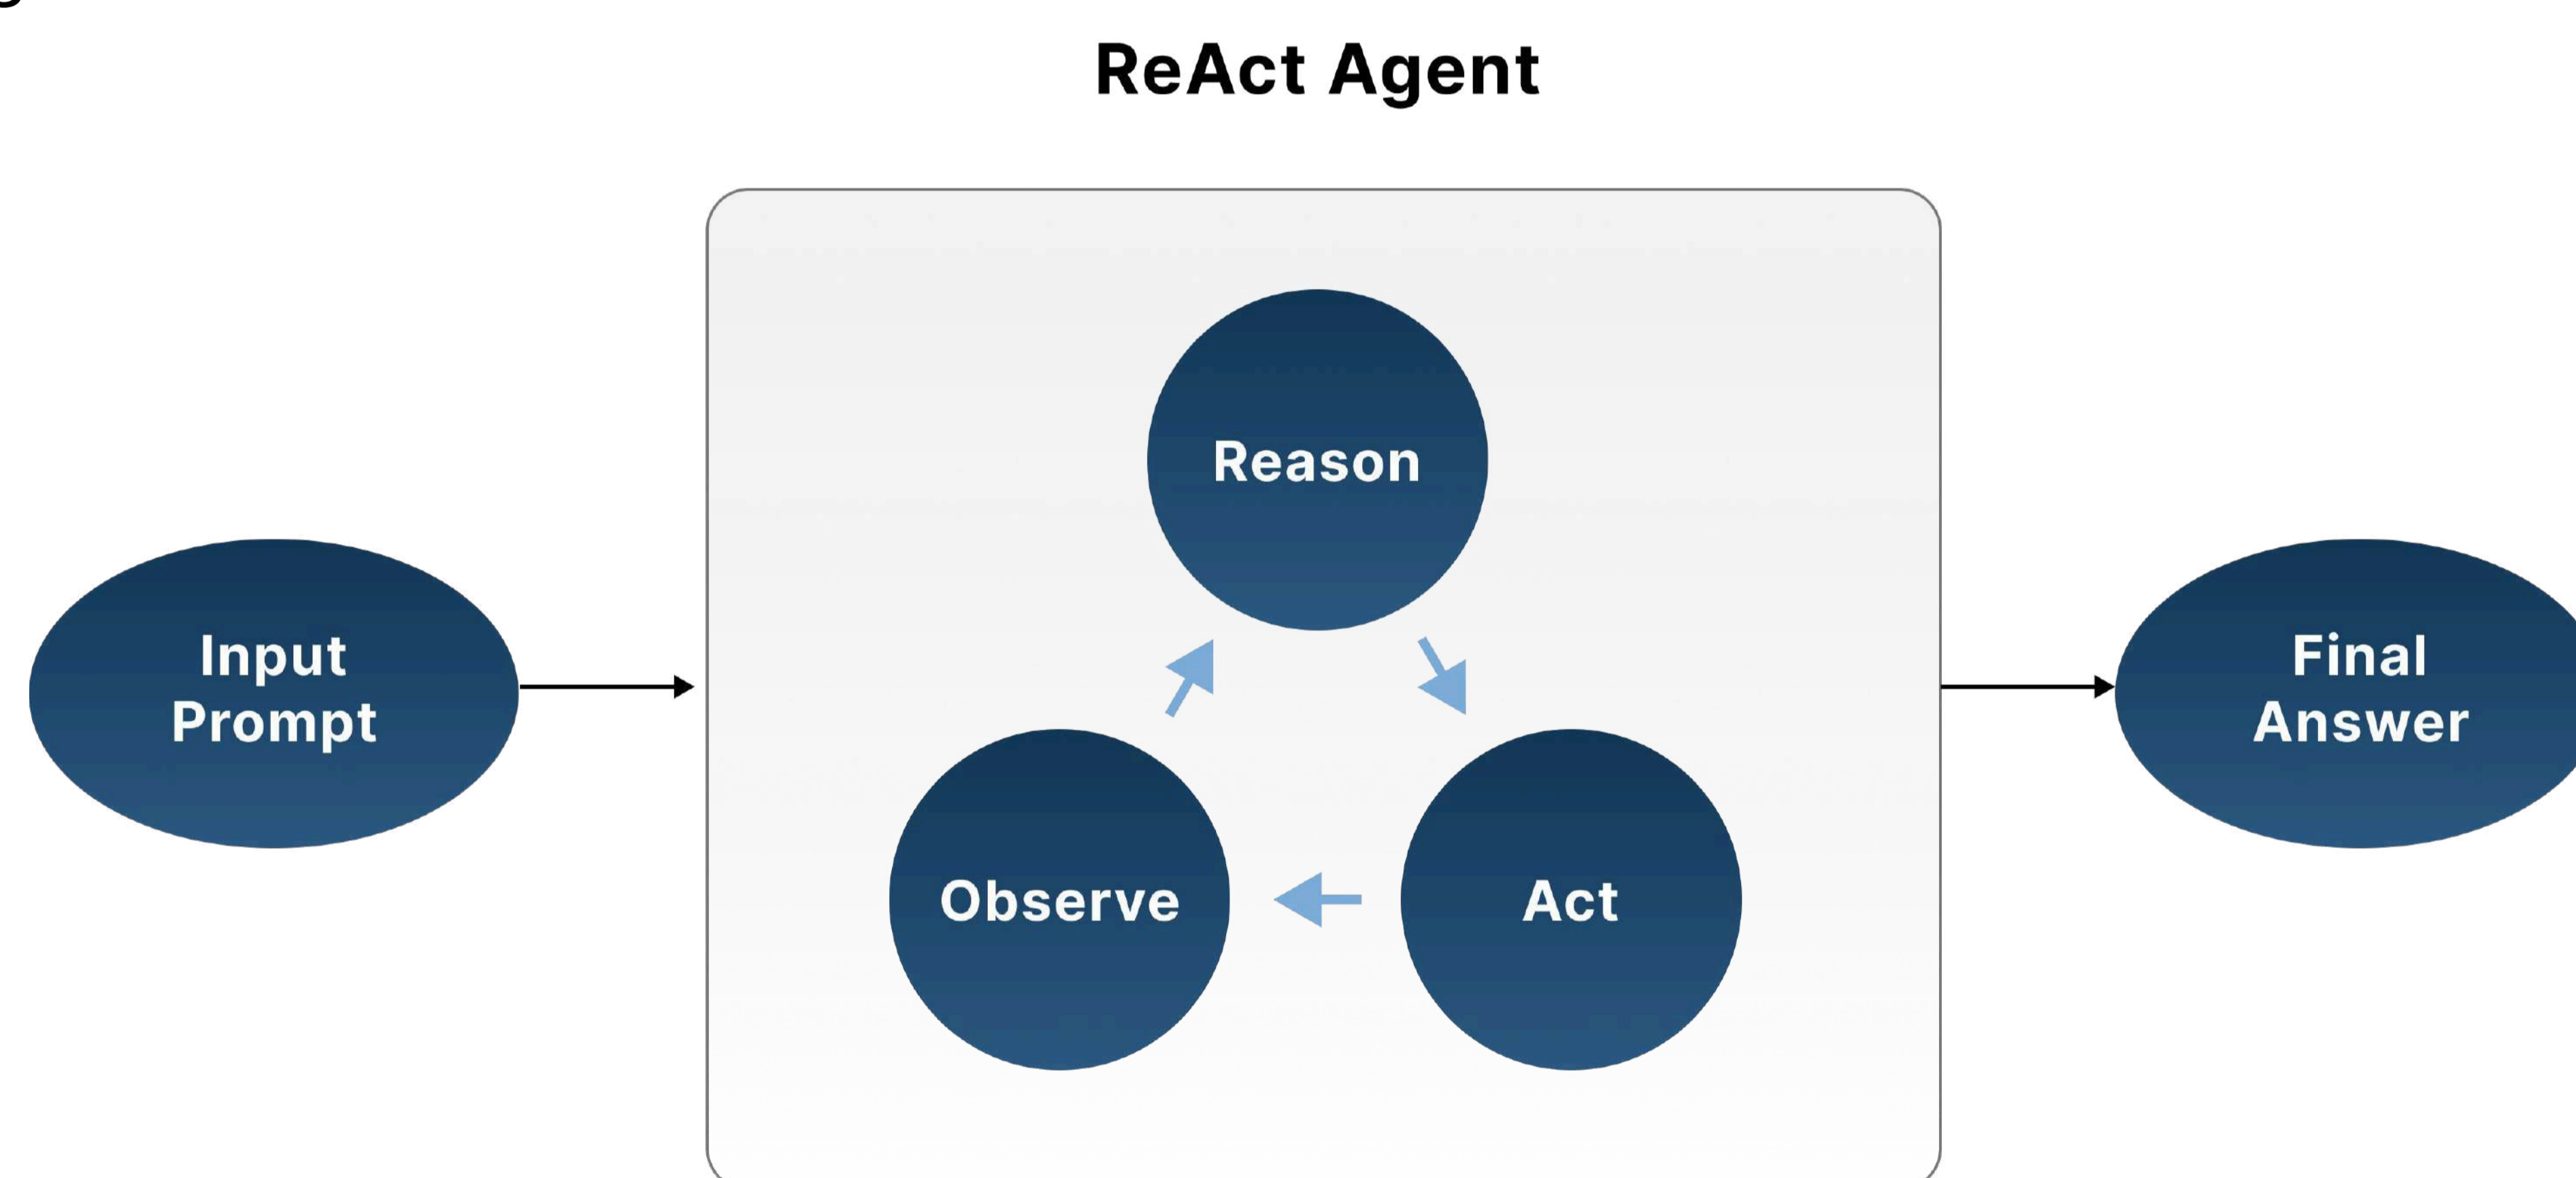 ReAct Agent
Reason
Input
Prompt
Final
Answer
Observe
Act